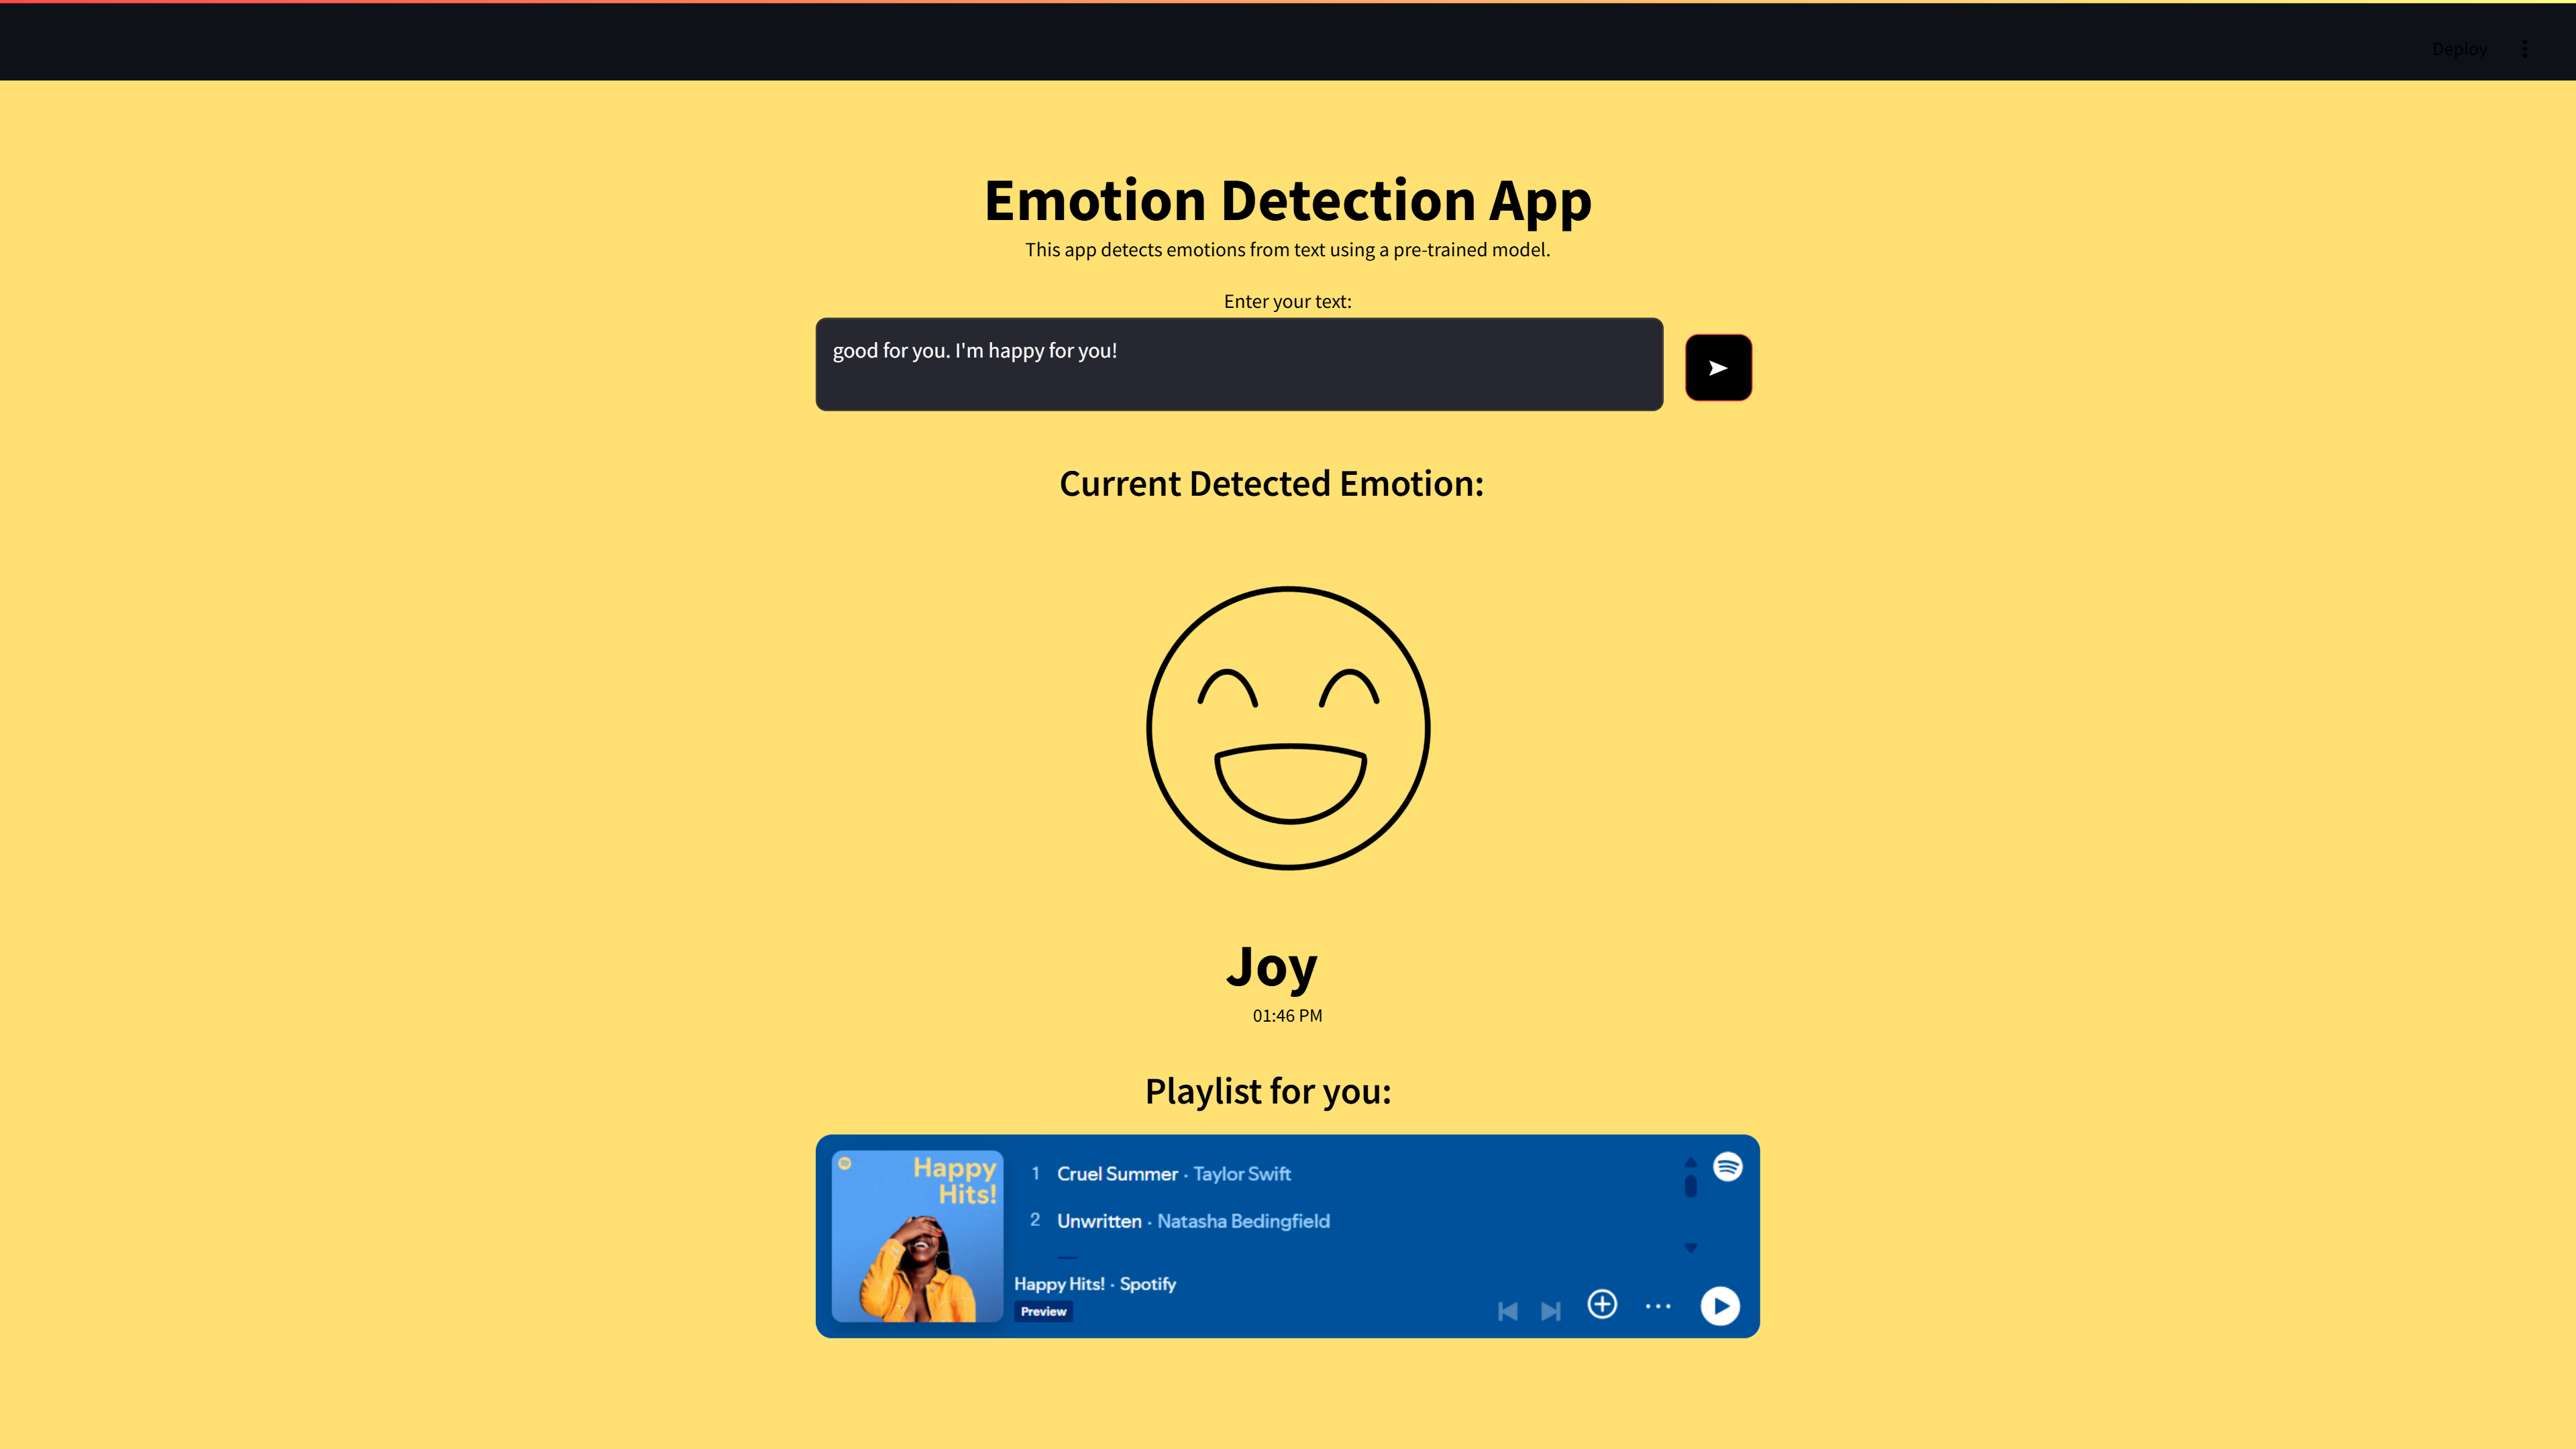 Deploy
Emotion Detection App
This app detects emotions from text using a pre-trained model.
Enter your text:
good for you. I'm happy for you!
Current Detected Emotion:
Joy
01:46 PM
Playlist for you:
Happy
Hits!
1 Cruel Summer · Taylor Swift
2 Unwritten · Natasha Bedingfield
Happy Hits! · Spotify
Preview